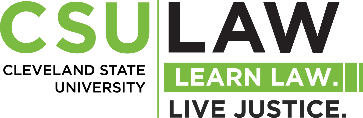 CSU
CLEVELAND STATE
UNIVERSITY
LAW
LEARN LAW.
LIVE JUSTICE.